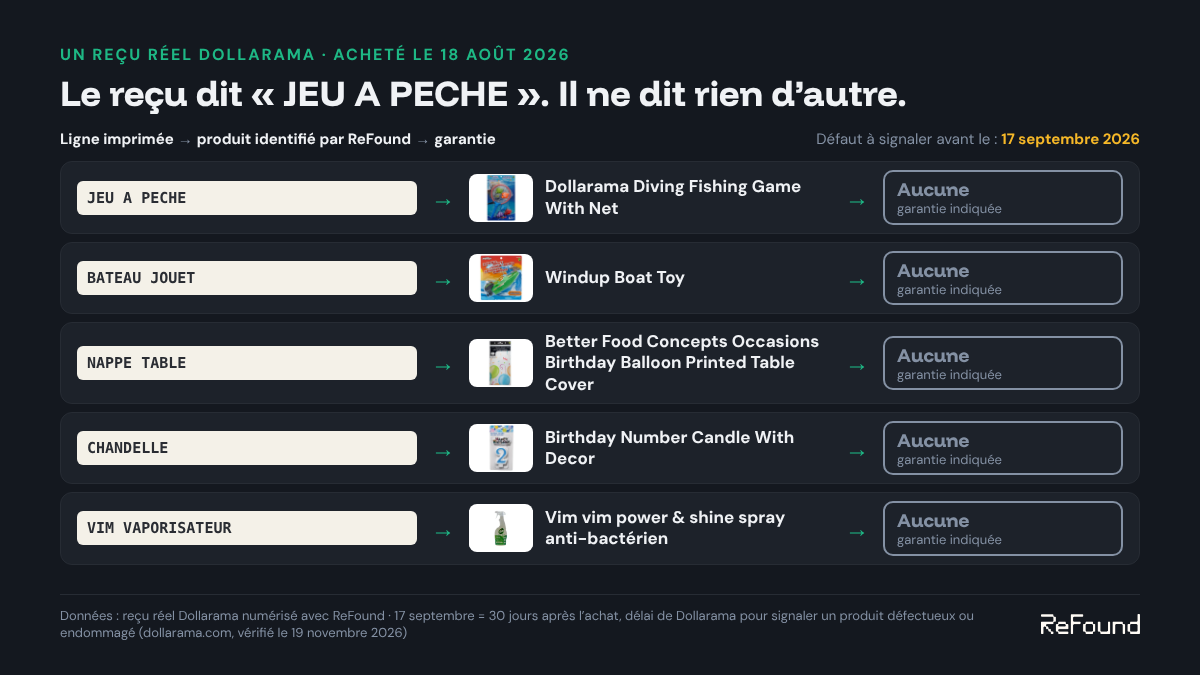 UN REÇU RÉEL DOLLARAMA · ACHETÉ LE 18 AOÛT 2026
Le reçu dit « JEU A PECHE ». Il ne dit rien d’autre.
Ligne imprimée → produit identifié par ReFound → garantie
Défaut à signaler avant le : 17 septembre 2026
JEU A PECHE
→
Dollarama Diving Fishing Game
With Net
→
Aucune
garantie indiquée
BATEAU JOUET
→
Windup Boat Toy
→
Aucune
garantie indiquée
NAPPE TABLE
→
Better Food Concepts Occasions
Birthday Balloon Printed Table
Cover
→
Aucune
garantie indiquée
CHANDELLE
→
2
Birthday Number Candle With
Decor
→
Aucune
garantie indiquée
VIM VAPORISATEUR
→
Vim vim power & shine spray
anti-bactérien
→
Aucune
garantie indiquée
Données : reçu réel Dollarama numérisé avec ReFound · 17 septembre = 30 jours après l’achat, délai de Dollarama pour signaler un produit défectueux ou
endommagé (dollarama.com, vérifié le 19 novembre 2026)
ReFound